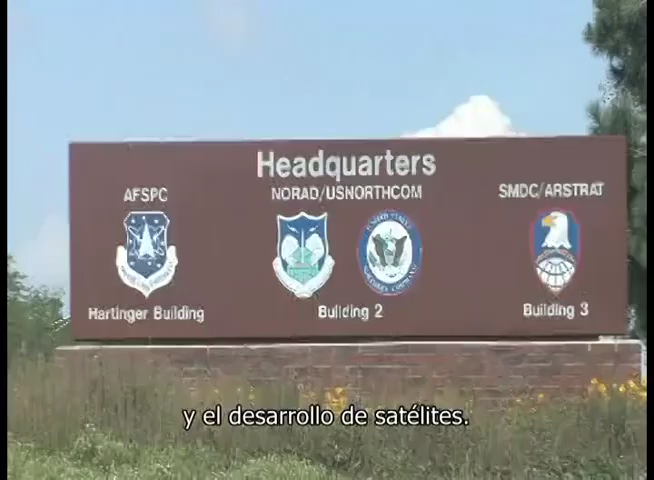 Headquarters
AFSPC
NORAD/USNORTHCOM
SMDC/ARSTRAT
Hartinger Building
Building 2
Building 3
y el desarrollo de satélites.